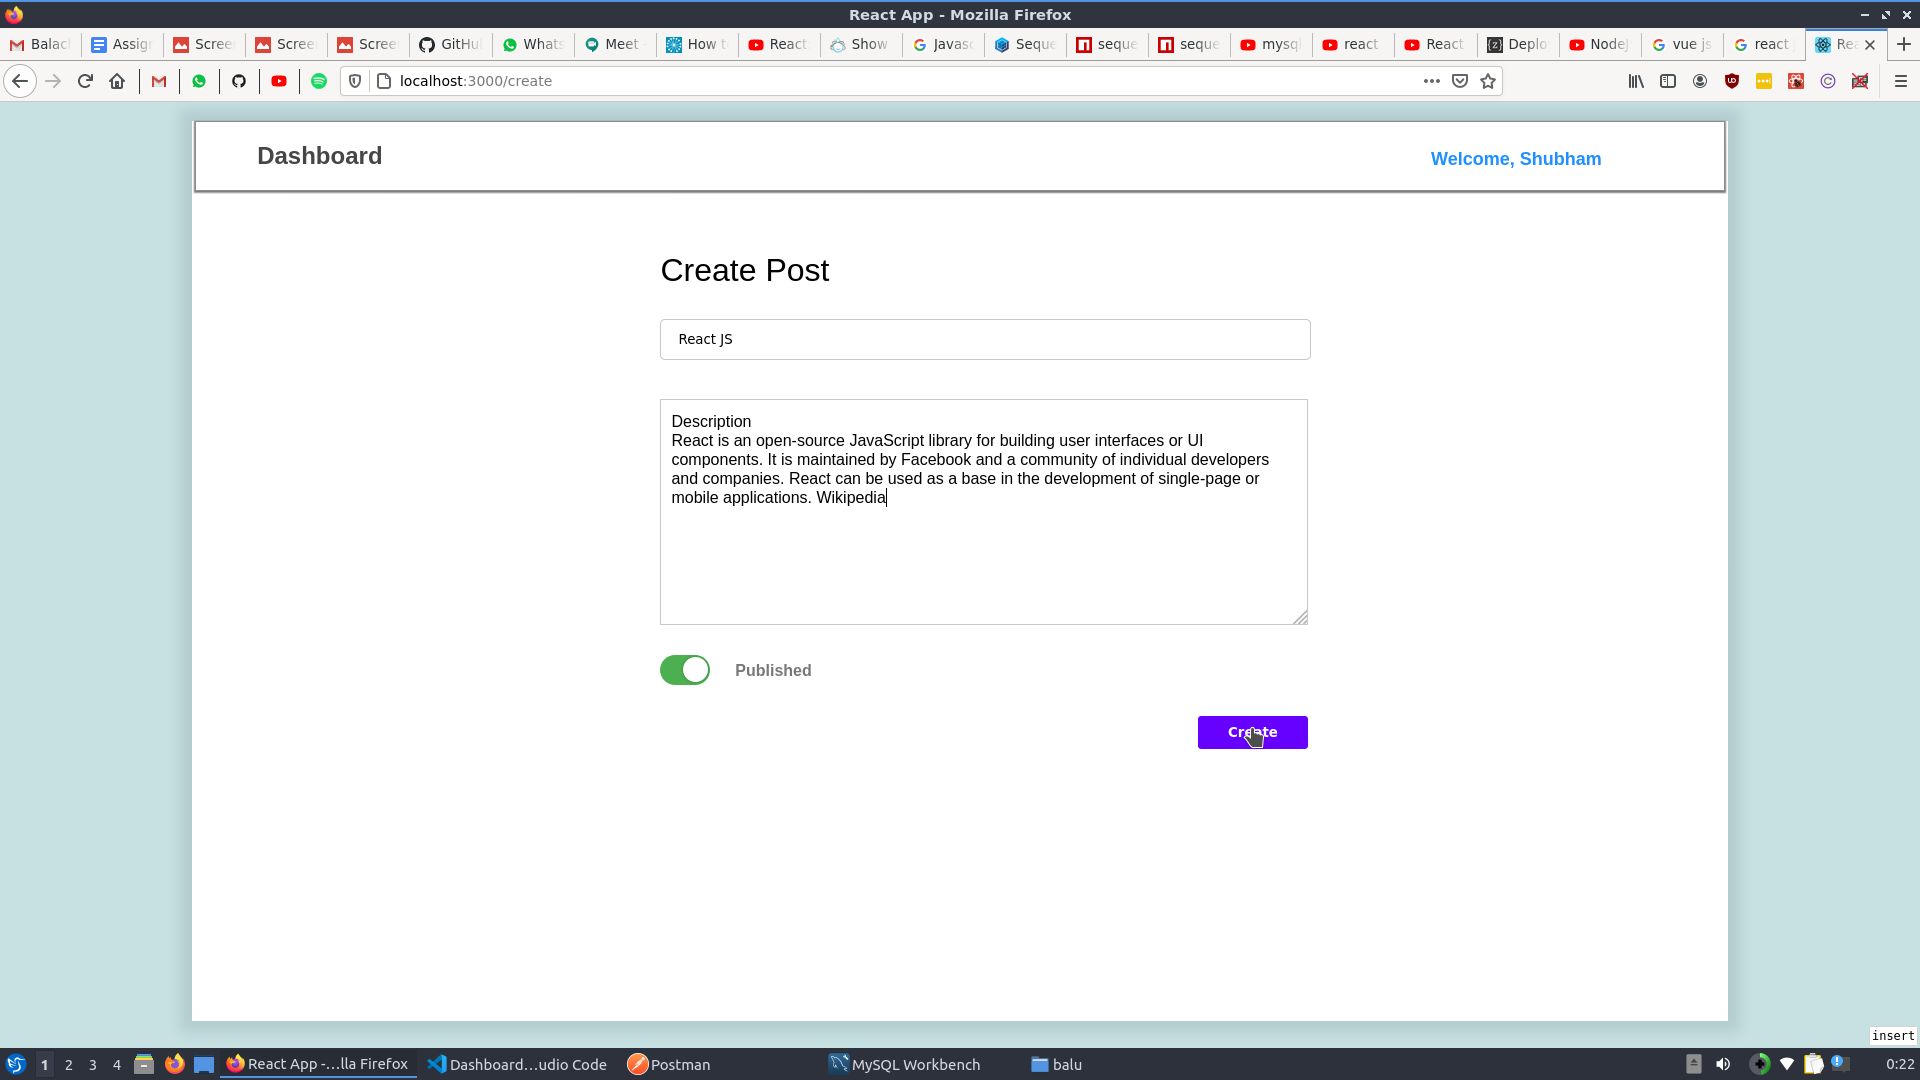 React App - Mozilla Firefox
Balac
Assig
Scree
Scree
Scree
GitHu
Whats
Meet
How t
React
Show
Javasc
Seque
seque
seque
mysql
react
React
Deplo
NodeJ
vue js
react
Rea
localhost:3000/create
Dashboard
Welcome, Shubham
Create Post
React JS
Description
React is an open-source JavaScript library for building user interfaces or UI
components. It is maintained by Facebook and a community of individual developers
and companies. React can be used as a base in the development of single-page or
mobile applications. Wikipedia
Published
Create
insert
1 2 3 4 React App -...lla Firefox Dashboard...udio Code Postman MySQL Workbench balu 0:22